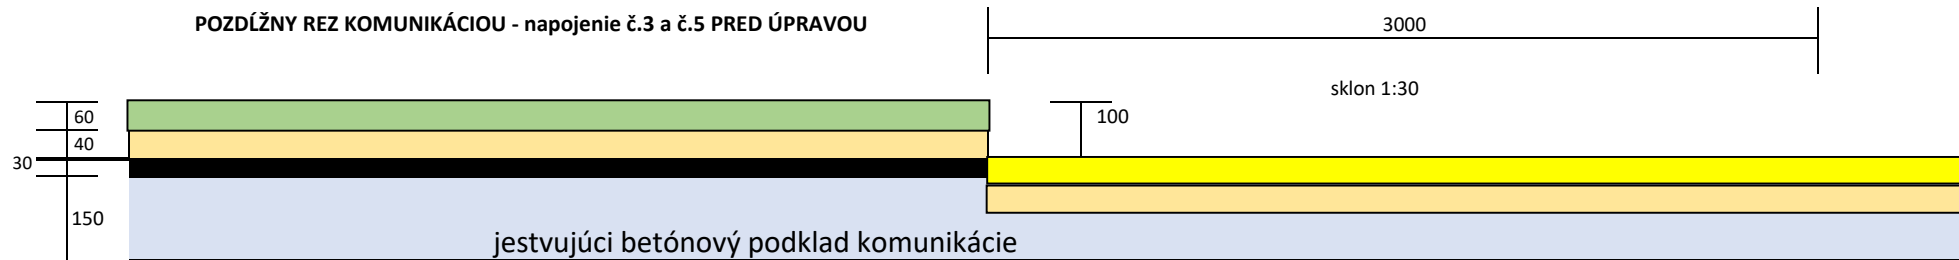 POZDĹŽNY REZ KOMUNIKÁCIOU - napojenie č.3 a č.5 PRED ÚPRAVOU
3000
sklon 1:30
60
100
40
30
150
jestvujúci betónový podklad komunikácie